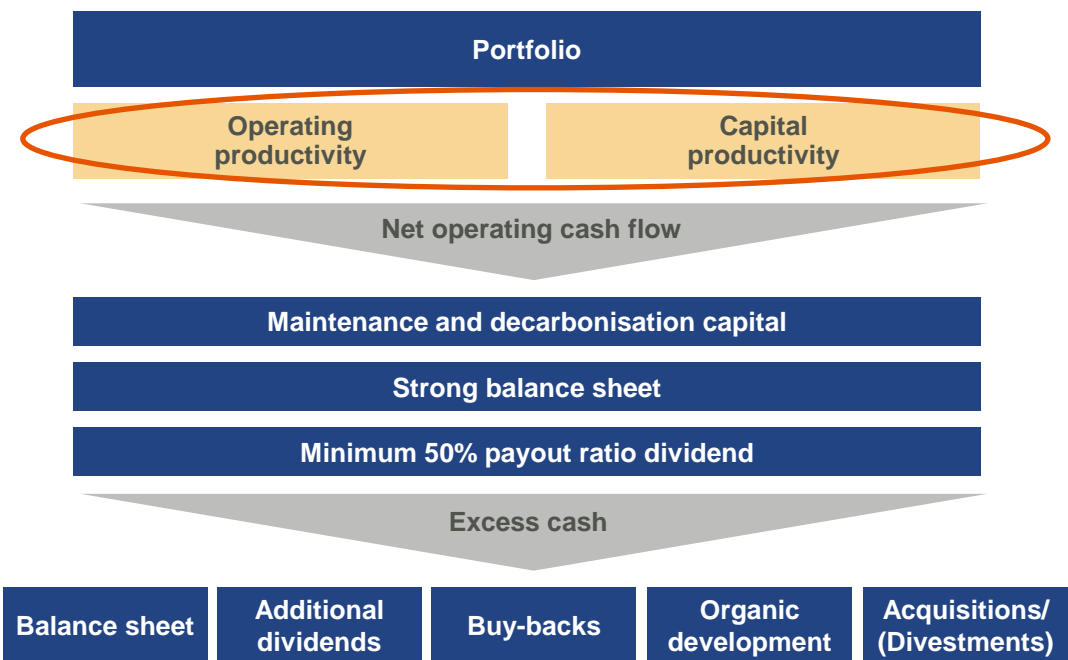 Portfolio
Operating
productivity
Capital
productivity
Net operating cash flow
Maintenance and decarbonisation capital
Strong balance sheet
Minimum 50% payout ratio dividend
Excess cash
Balance sheet
Additional
dividends
Buy-backs
Organic
development
Acquisitions/
(Divestments)